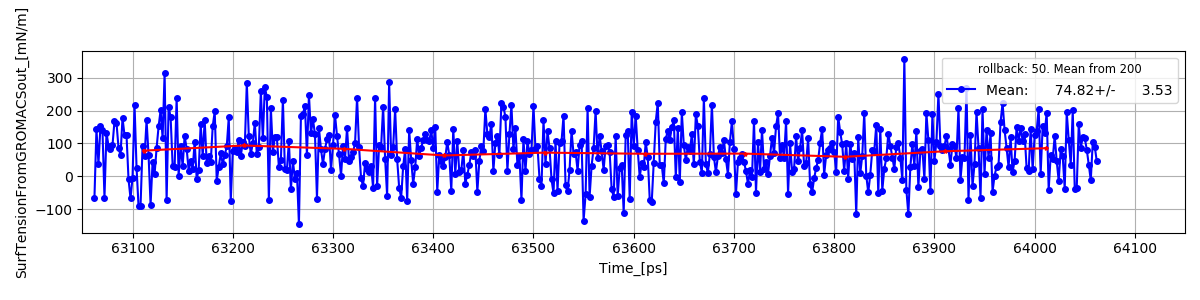 SurfTensionFromGROMACSout_[mN/m]
300
200
100
0
−100
rollback: 50. Mean from 200
Mean: 74.82+/- 3.53
63100 63200 63300 63400 63500 63600 63700 63800 63900 64000 64100
Time_[ps]